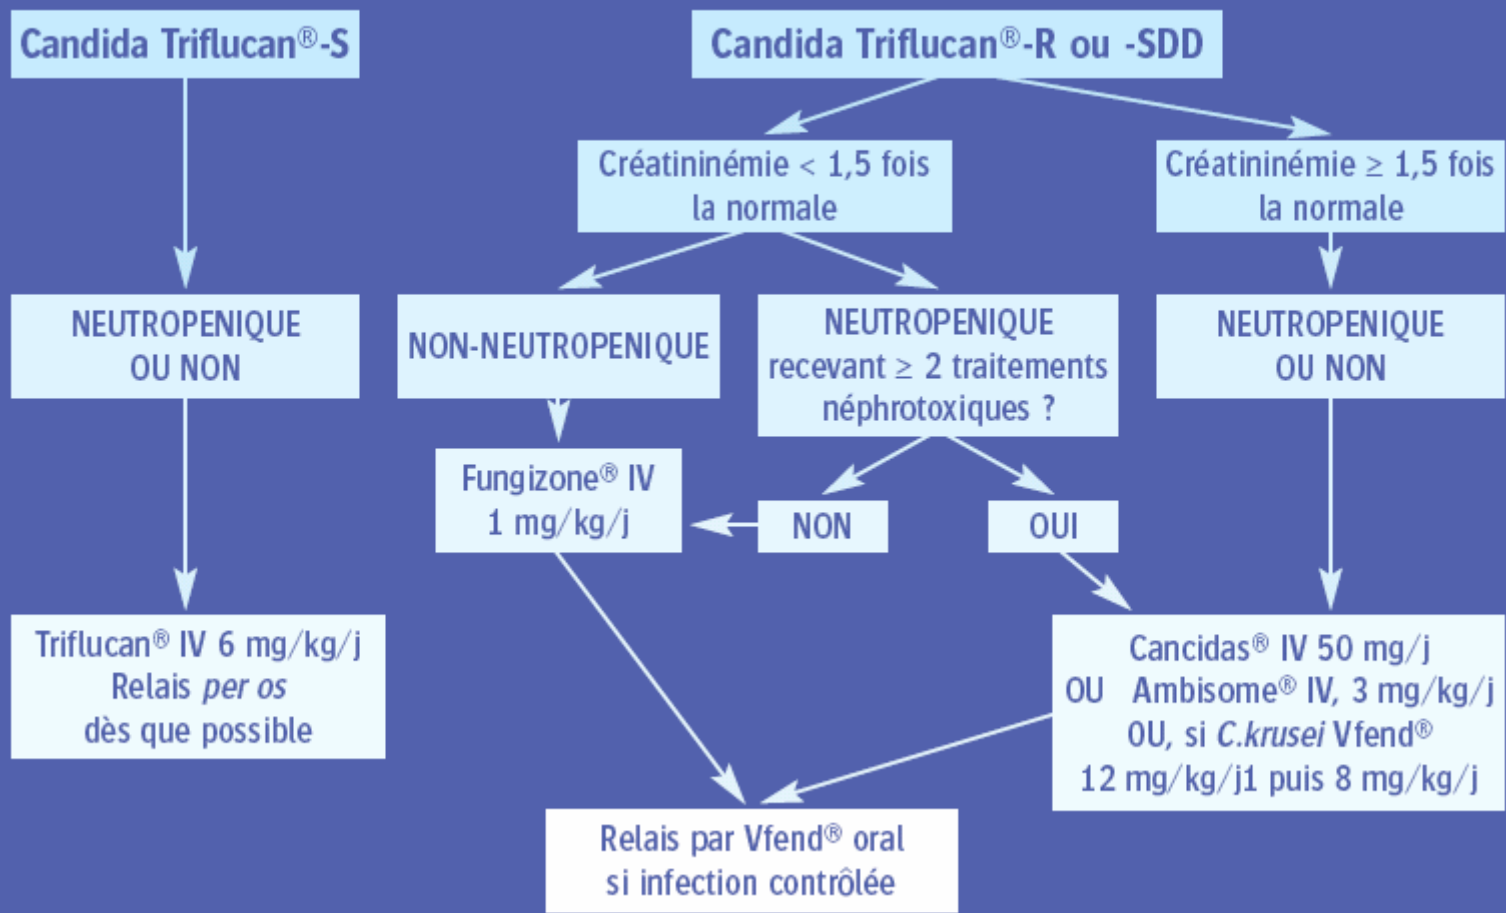 Candida Triflucan®-S
Candida Triflucan®-R ou -SDD
Créatininémie < 1,5 fois
la normale
Créatininémie ≥ 1,5 fois
la normale
NEUTROPENIQUE
OU NON
NON-NEUTROPENIQUE
NEUTROPENIQUE
recevant ≥ 2 traitements
néphrotoxiques ?
NEUTROPENIQUE
OU NON
Fungizone® IV
1 mg/kg/j
NON
OUI
Triflucan® IV 6 mg/kg/j
Relais per os
dès que possible
Cancidas® IV 50 mg/j
OU Ambisome® IV, 3 mg/kg/j
OU, si C.krusei Vfend®
12 mg/kg/j1 puis 8 mg/kg/j
Relais par Vfend® oral
si infection contrôlée